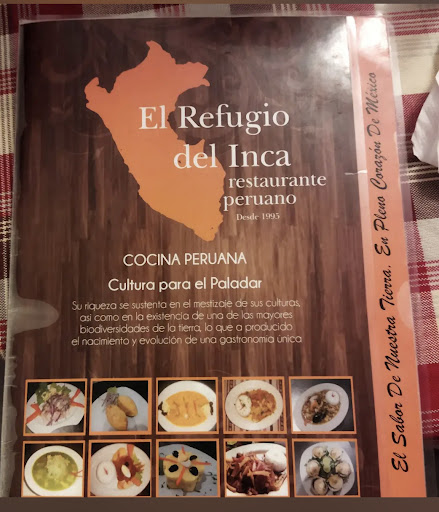 El Refugio
del Inca
restaurante
peruano
Desde 1995
COCINA PERUANA
Cultura para el Paladar
Su riqueza se sustenta en el mestizaje de sus culturas,
asi como en la existencia de una de las mayores
biodiversidades de la tierra, lo que a producido
el nacimiento y evolución de una gastronomia única
El Sabor De Nuestra Tierra. En Pleno Corazón De México